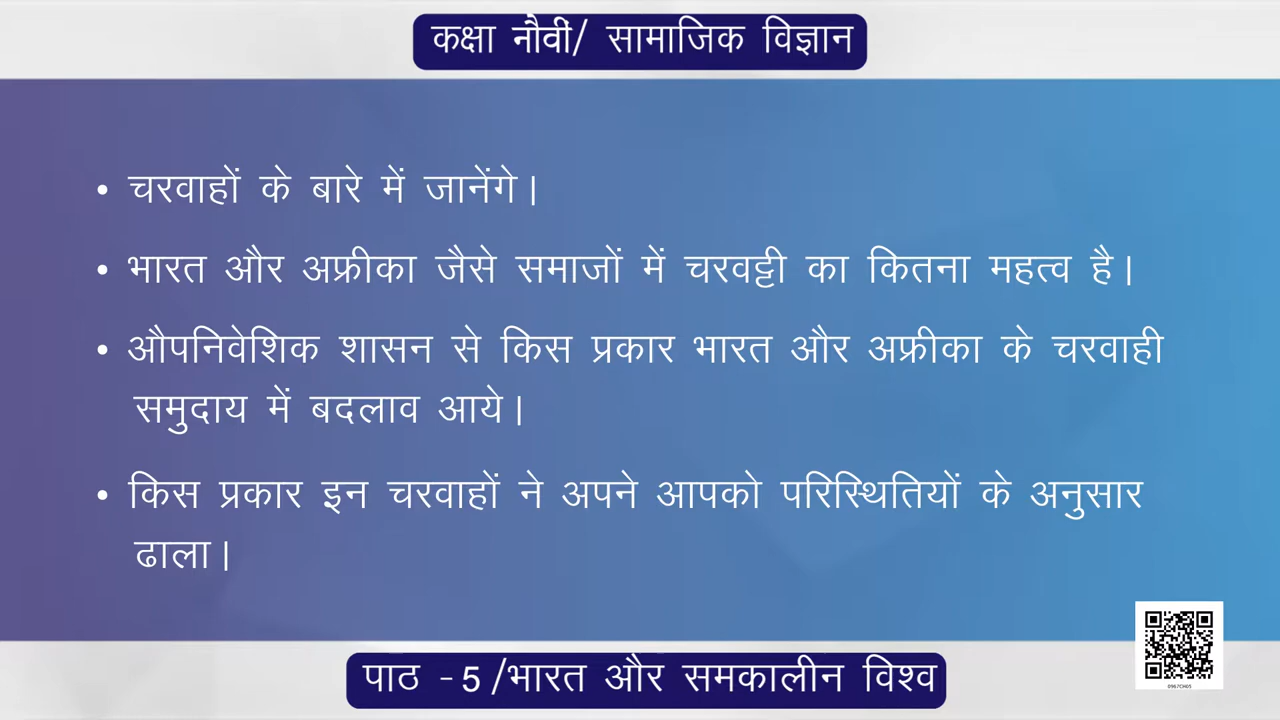 कक्षा नौवी/ सामाजिक विज्ञान
• चरवाहों के बारे में जानेंगे।
• भारत और अफ्रीका जैसे समाजों में चरवट्टी का कितना महत्व है।
• औपनिवेशिक शासन से किस प्रकार भारत और अफ्रीका के चरवाही
समुदाय में बदलाव आये।
• किस प्रकार इन चरवाहों ने अपने आपको परिस्थितियों के अनुसार
ढाला।
0967CH05
पाठ -5/भारत और समकालीन विश्व